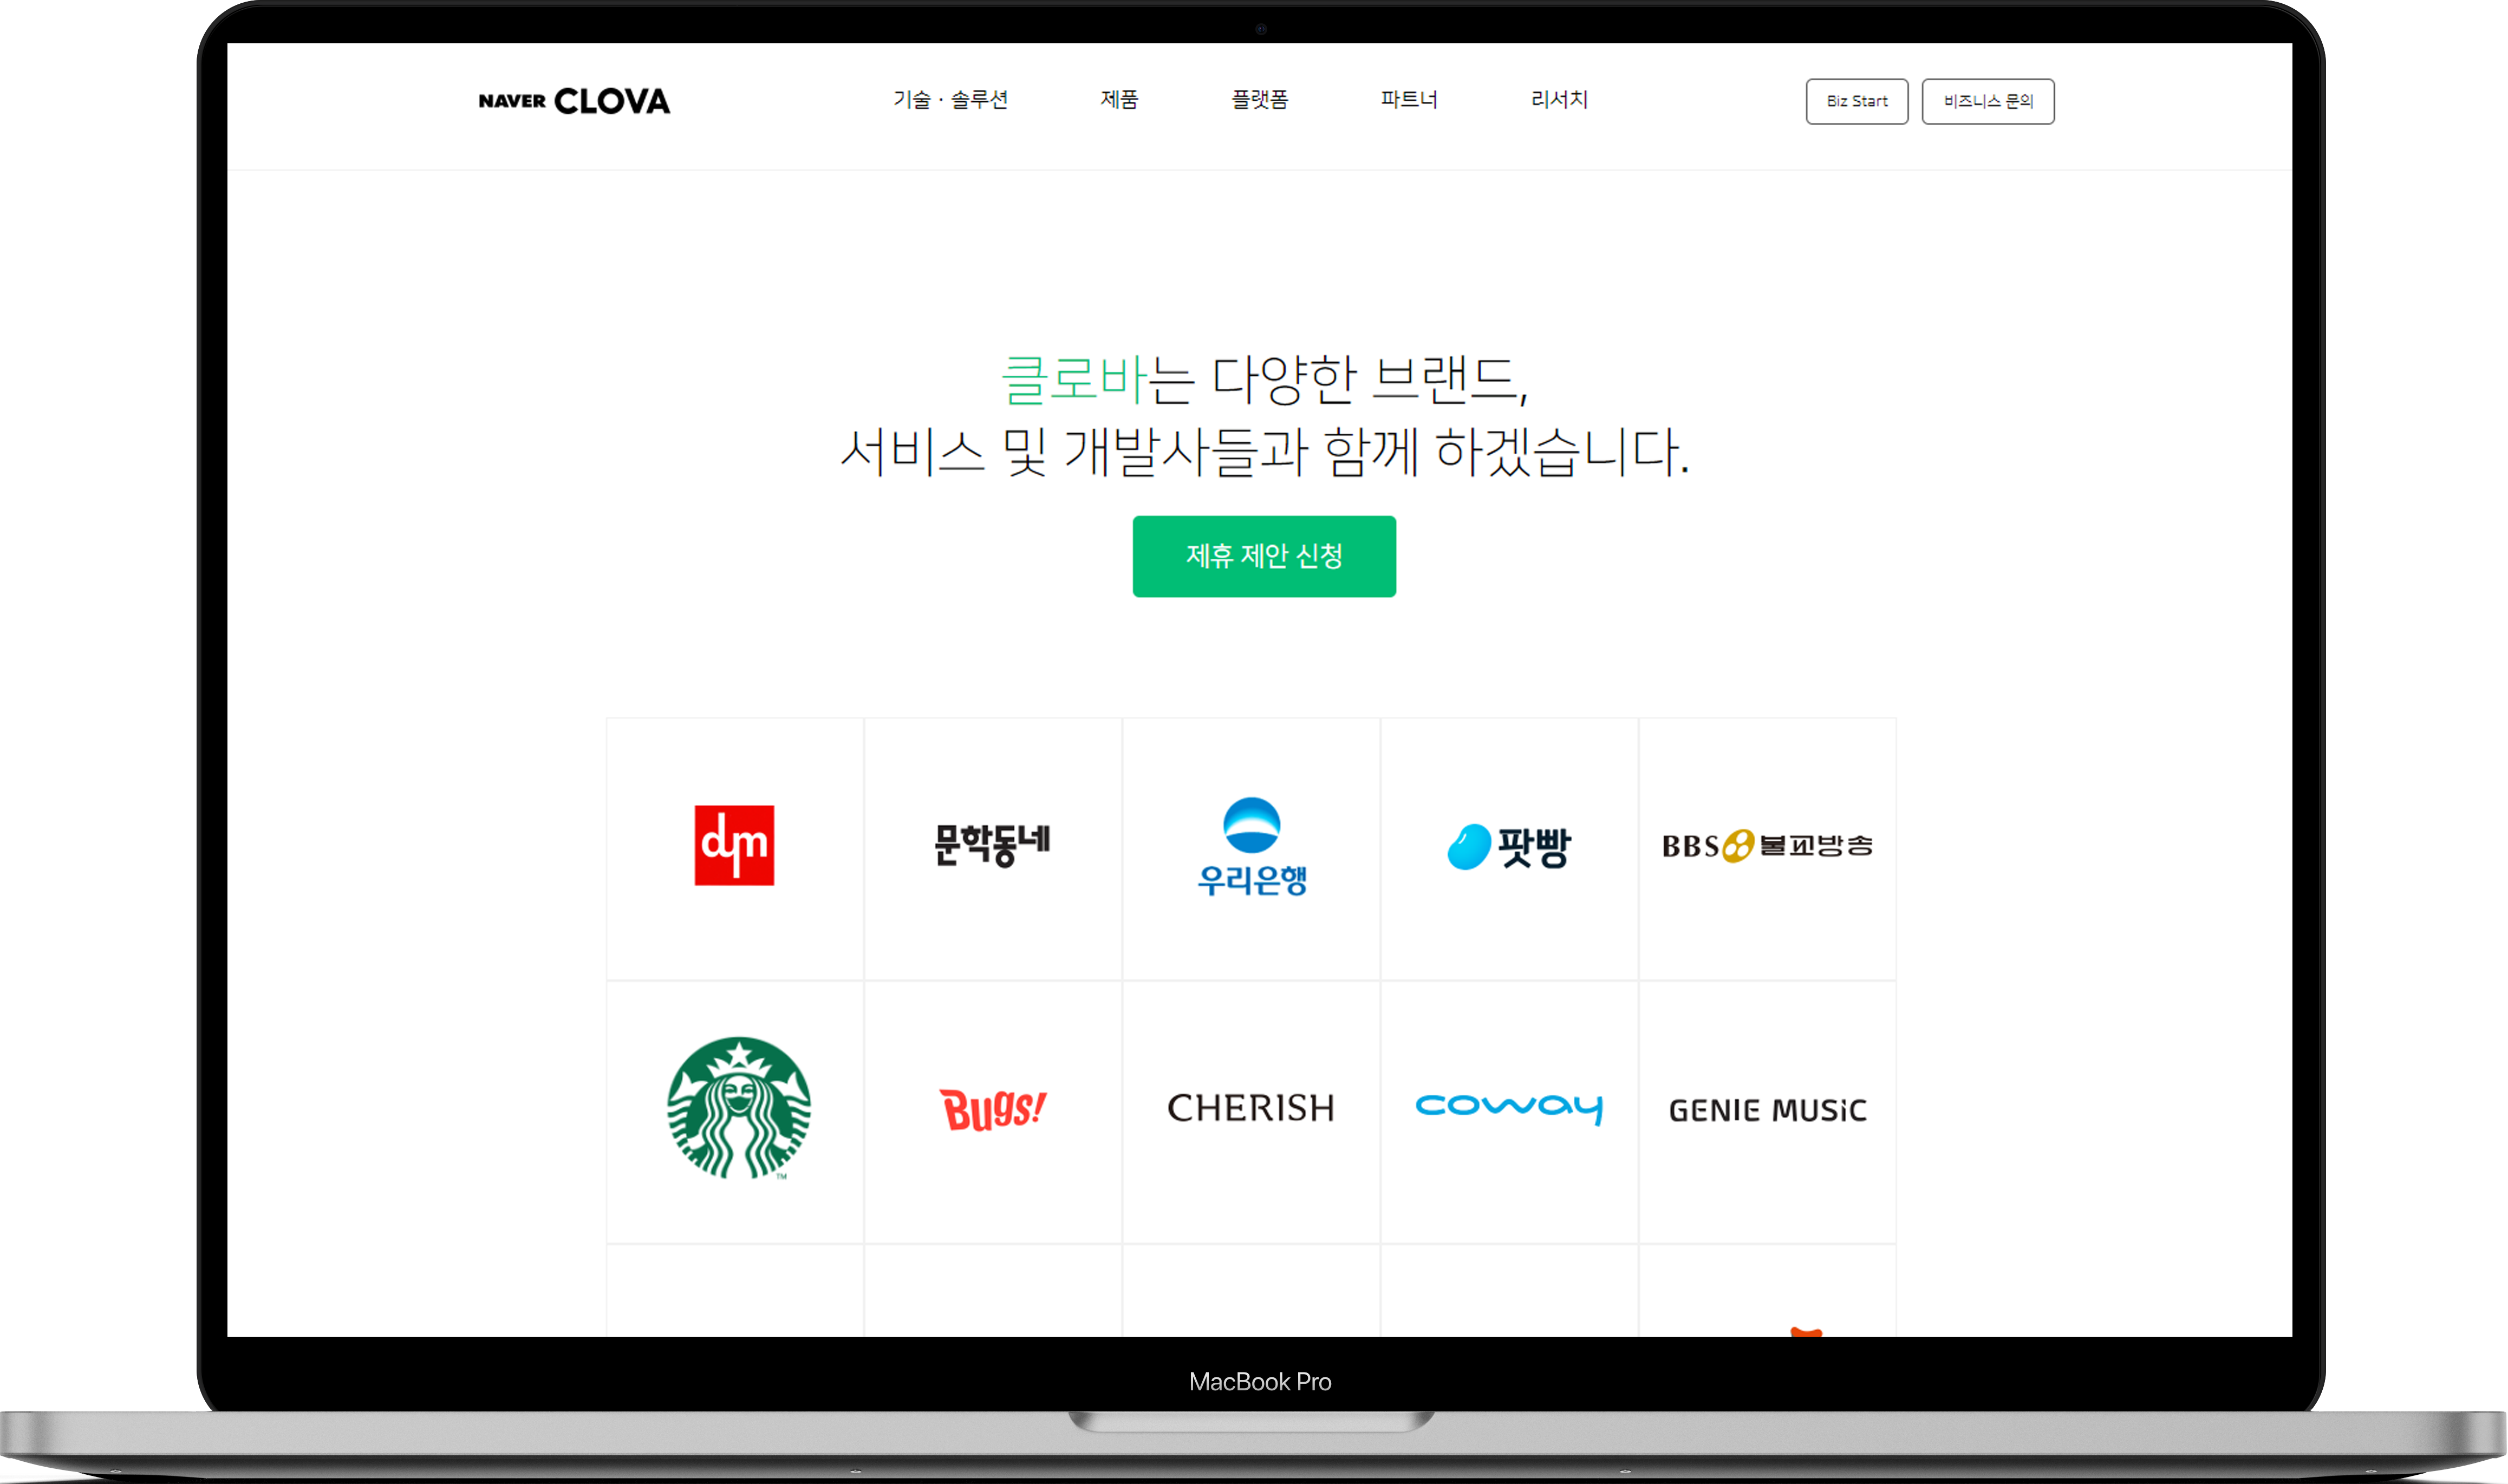 NAVER CLOVA
기술 · 솔루션
제품
플랫폼
파트너
리서치
Biz Start
비즈니스 문의
클로바는 다양한 브랜드,
서비스 및 개발사들과 함께 하겠습니다.
제휴 제안 신청
dm
문학동네
우리은행
팟빵
BBS 불교방송
TM
Bugs!
CHERISH
coway
GENIE MUSiC
MacBook Pro